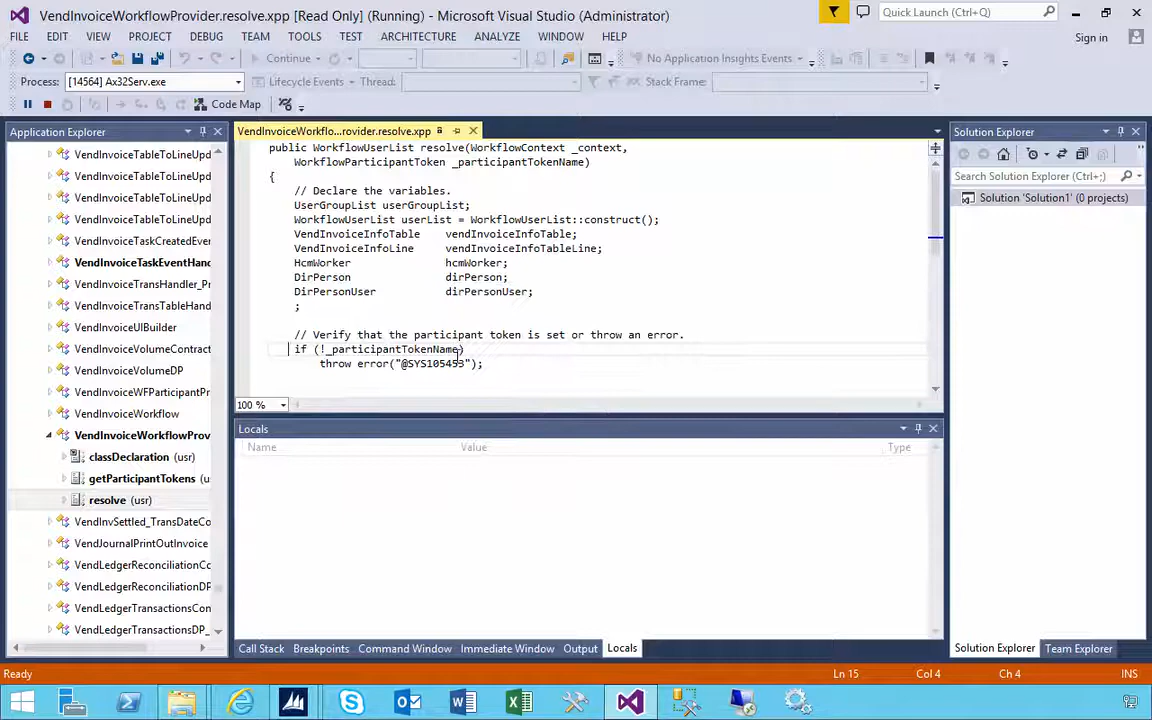 VendInvoiceWorkflowProvider.resolve.xpp [Read Only] (Running) - Microsoft Visual Studio (Administrator)
Quick Launch (Ctrl+Q)
FILE EDIT VIEW PROJECT DEBUG TEAM TOOLS TEST ARCHITECTURE ANALYZE WINDOW HELP
Sign in
Continue
No Application Insights Events
Process: [14564] Ax32Serv.exe Lifecycle Events Thread: Stack Frame:
Code Map
Application Explorer
VendInvoiceTableToLineUpd
VendInvoiceTableToLineUpd
VendInvoiceTableToLineUpd
VendInvoiceTableToLineUpd
VendInvoiceTaskCreatedEver
VendInvoiceTaskEventHand
VendInvoiceTransHandler_Pr
VendInvoiceTransTableHand
VendInvoiceUIBuilder
VendInvoiceVolumeContract
VendInvoiceVolumeDP
VendInvoiceWFParticipantPr
VendInvoiceWorkflow
VendInvoiceWorkflowProv
classDeclaration (usr)
getParticipantTokens (u
resolve (usr)
VendInvSettled_TransDateCo
VendJournalPrintOutInvoice
VendLedgerReconciliationCo
VendLedgerReconciliationDP
VendLedgerTransactionsCon
VendLedgerTransactionsDP_
VendInvoiceWorkflo...rovider.resolve.xpp
public WorkflowUserList resolve(WorkflowContext _context,
WorkflowParticipantToken _participantTokenName)
{
// Declare the variables.
UserGroupList userGroupList;
WorkflowUserList userList = WorkflowUserList::construct();
VendInvoiceInfoTable vendInvoiceInfoTable;
VendInvoiceInfoLine vendInvoiceInfoTableLine;
HcmWorker hcmWorker;
DirPerson dirPerson;
DirPersonUser dirPersonUser;
;
// Verify that the participant token is set or throw an error.
if (!_participantTokenName)
throw error("@SYS105453");
100 %
Locals
Name Value Type
Call Stack Breakpoints Command Window Immediate Window Output Locals
Solution Explorer
Search Solution Explorer (Ctrl+;)
Solution 'Solution1' (0 projects)
Solution Explorer Team Explorer
Ready Ln 15 Col 4 Ch 4 INS